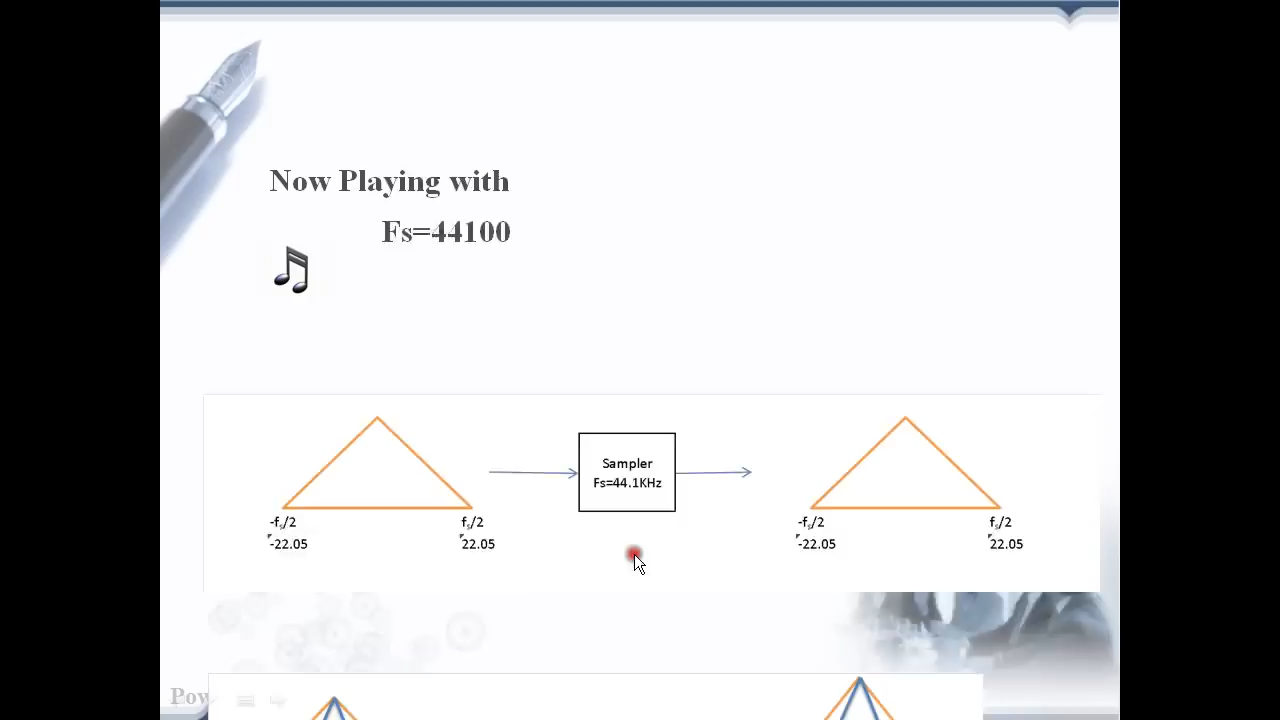 Now Playing with
Fs=44100
Sampler
Fs=44.1KHz
-fs/2
fs/2
-22.05
22.05
-fs/2
fs/2
-22.05
22.05